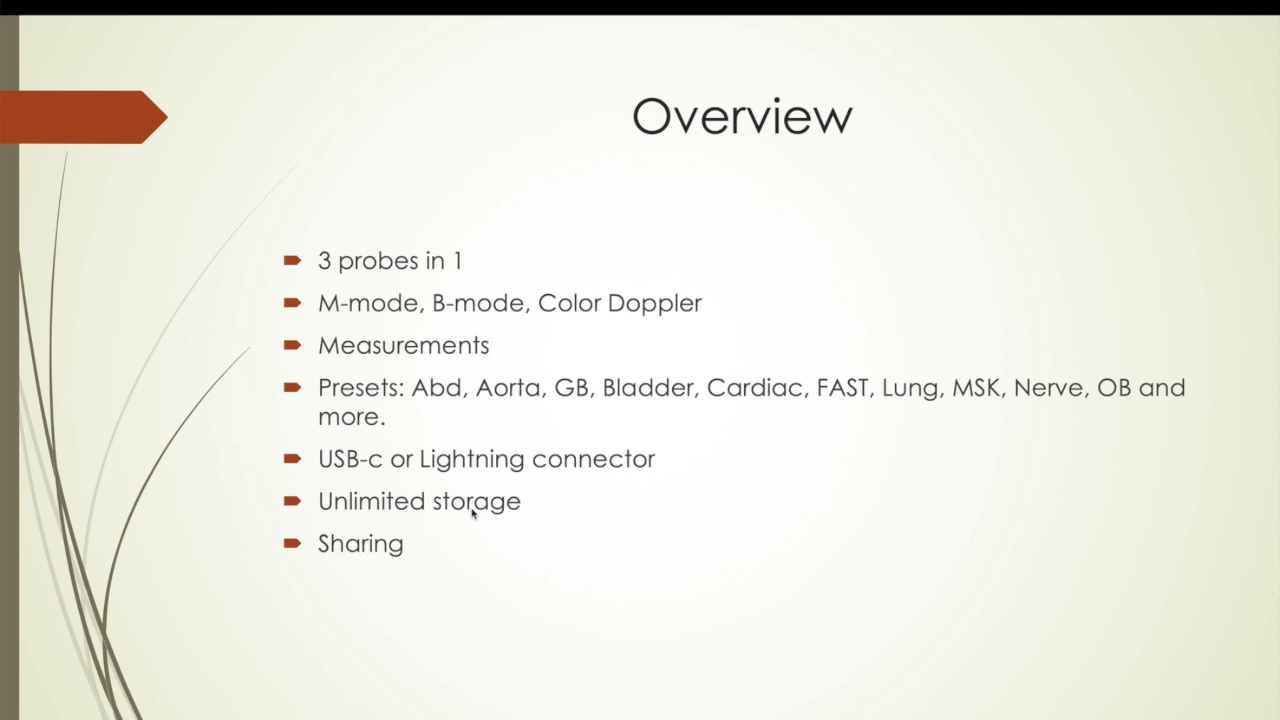 Overview
3 probes in 1
M-mode, B-mode, Color Doppler
Measurements
Presets: Abd, Aorta, GB, Bladder, Cardiac, FAST, Lung, MSK, Nerve, OB and
more.
USB-c or Lightning connector
Unlimited storage
Sharing